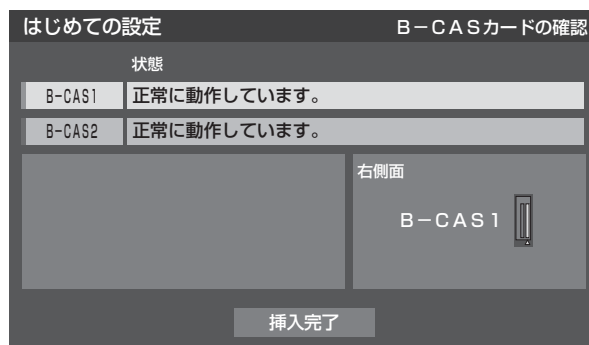 はじめての設定 B－CASカードの確認
状態
B-CAS1 正常に動作しています。
B-CAS2 正常に動作しています。
右側面
B－CAS1
挿入完了